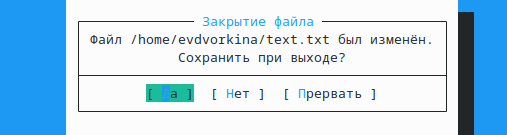 Закрытие файла
Файл /home/evdvorkina/text.txt был изменён.
Сохранить при выходе?
[ Да ] [ Нет ] [ Прервать ]